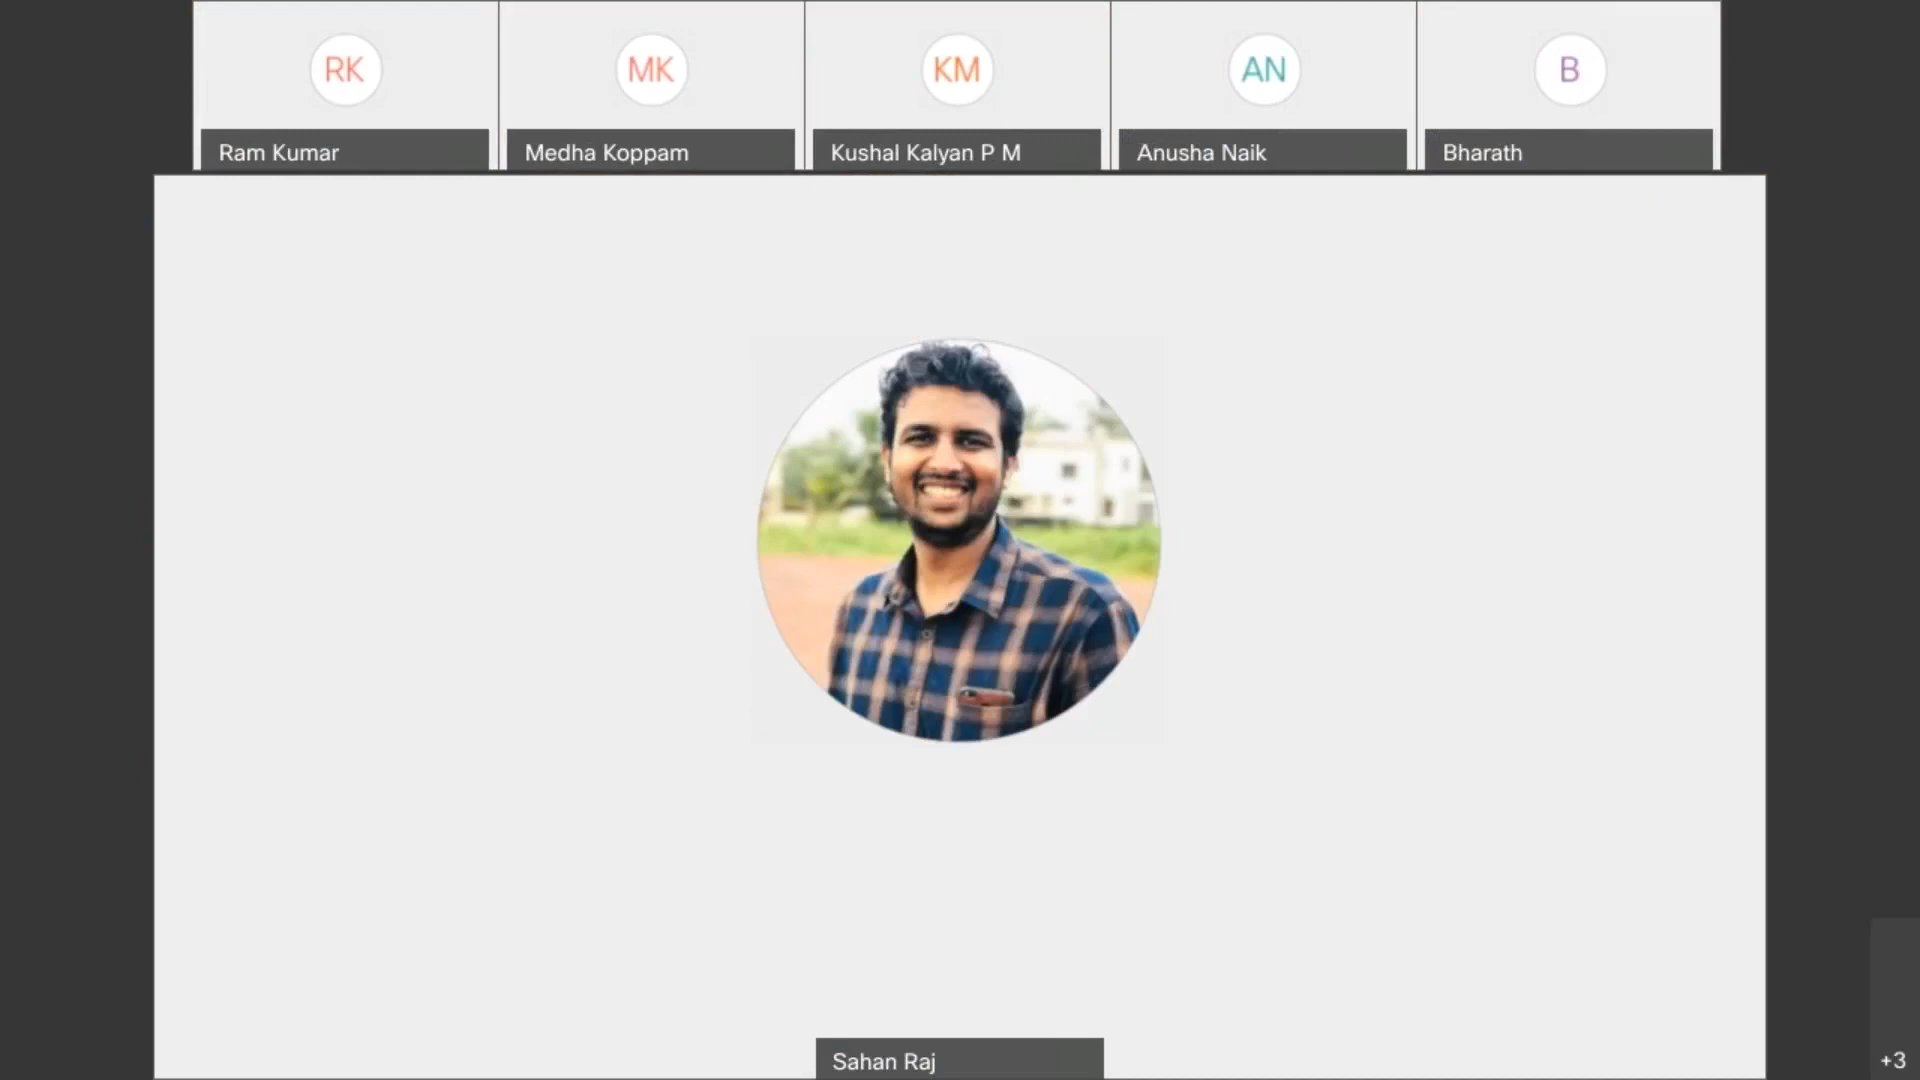 RK
MK
KM
AN
B
Ram Kumar
Medha Koppam
Kushal Kalyan P M
Anusha Naik
Bharath
Sahan Raj
+3